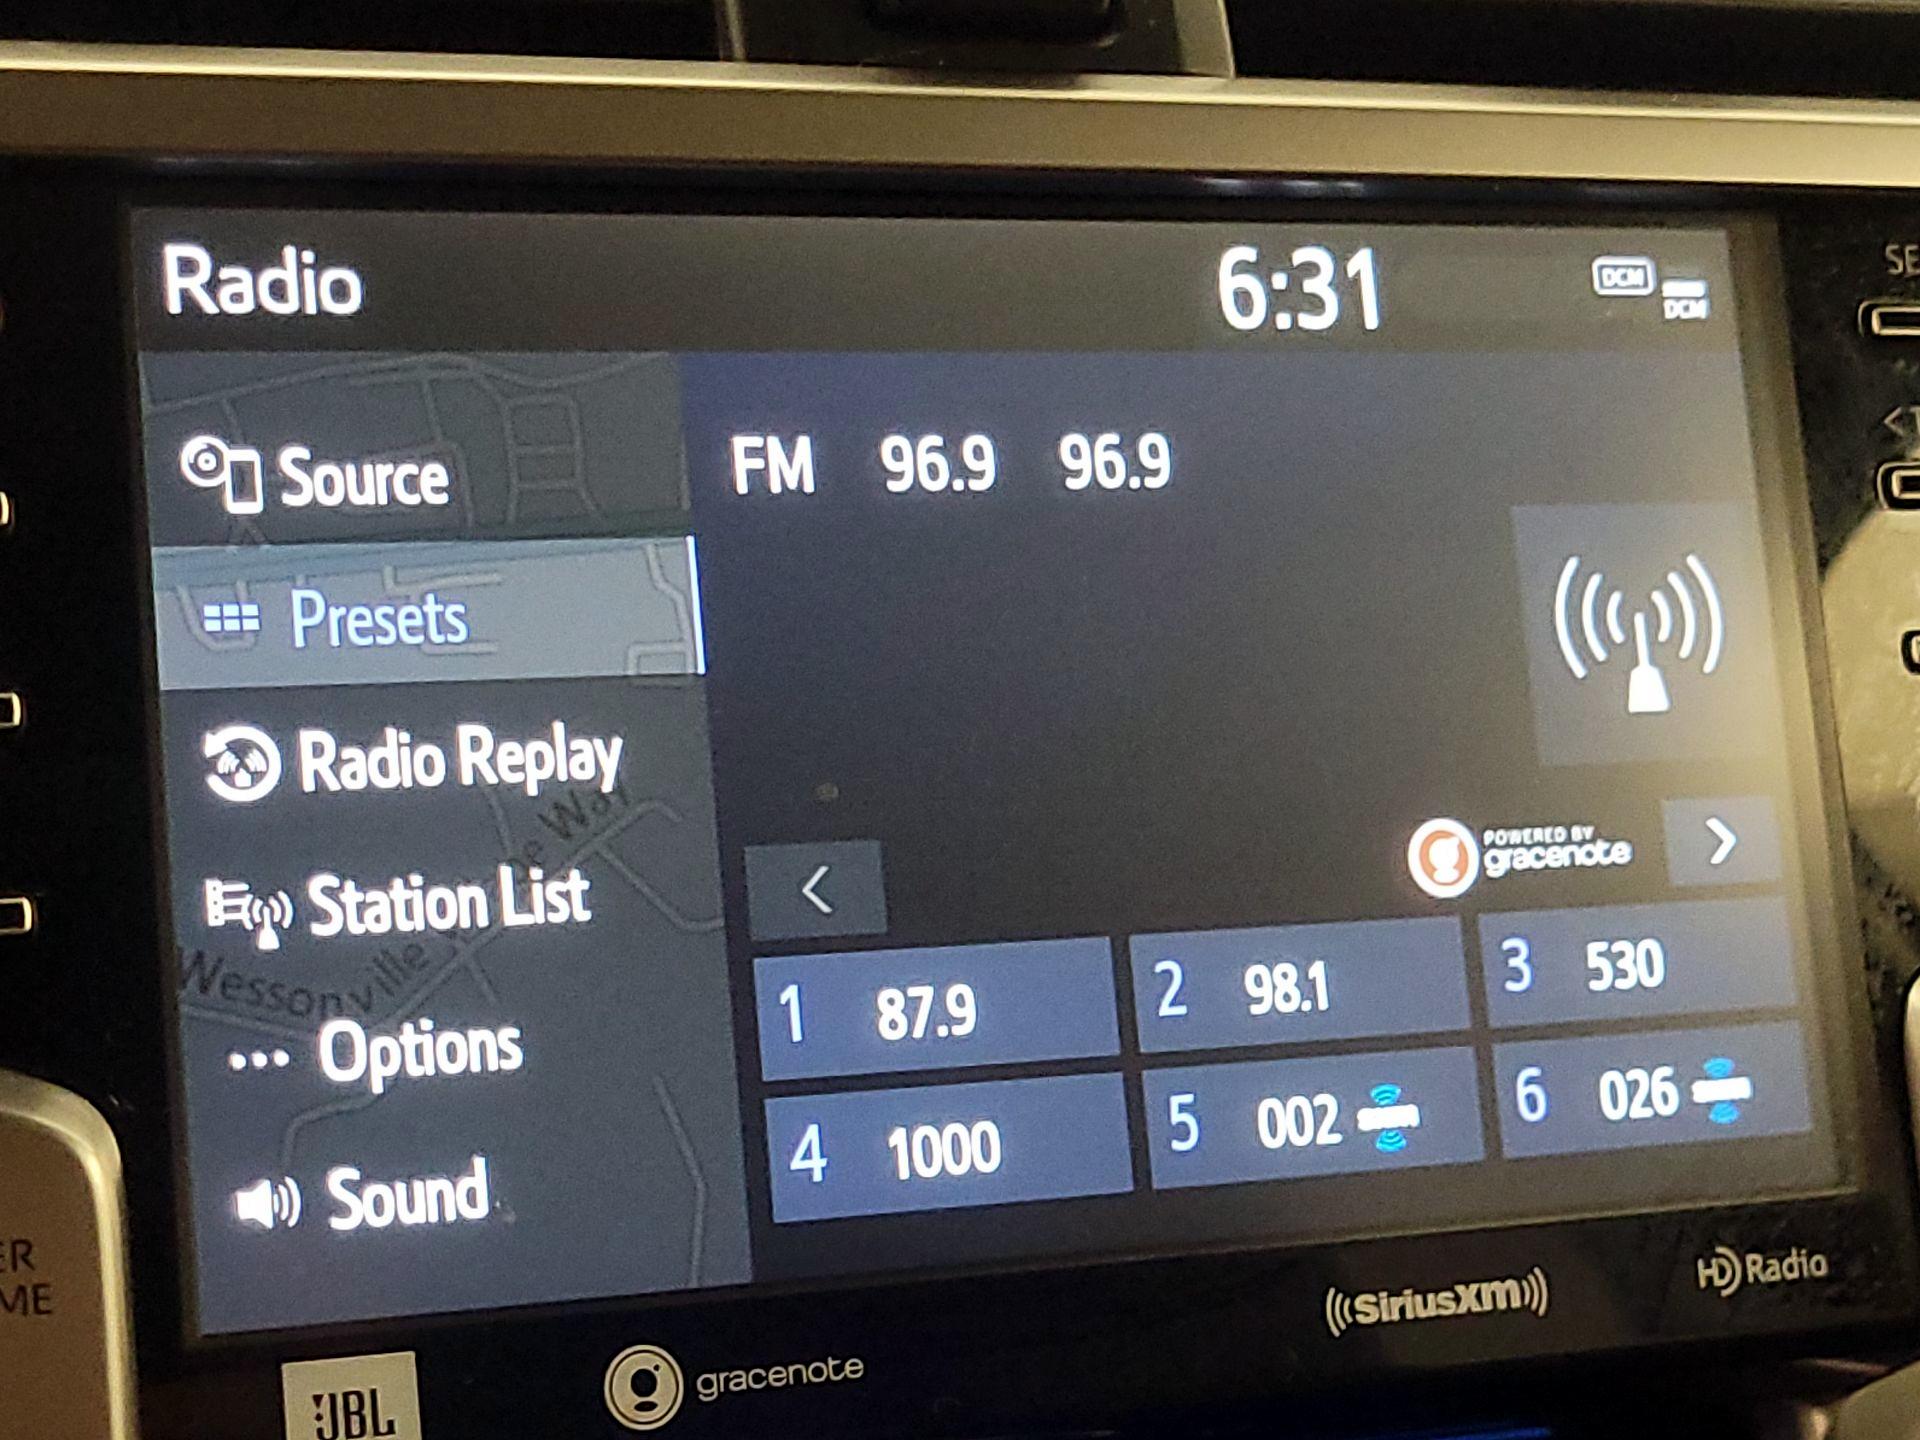 Radio 6:31 DCM
DCM
Source
FM 96.9 96.9
Presets
Radio Replay
Way
POWERED BY
gracenote
Station List
Wessonville
1 87.9 2 98.1 3 530
Options
4 1000 5 002 6 026
Sound
SiriusXM HD Radio
JBL gracenote